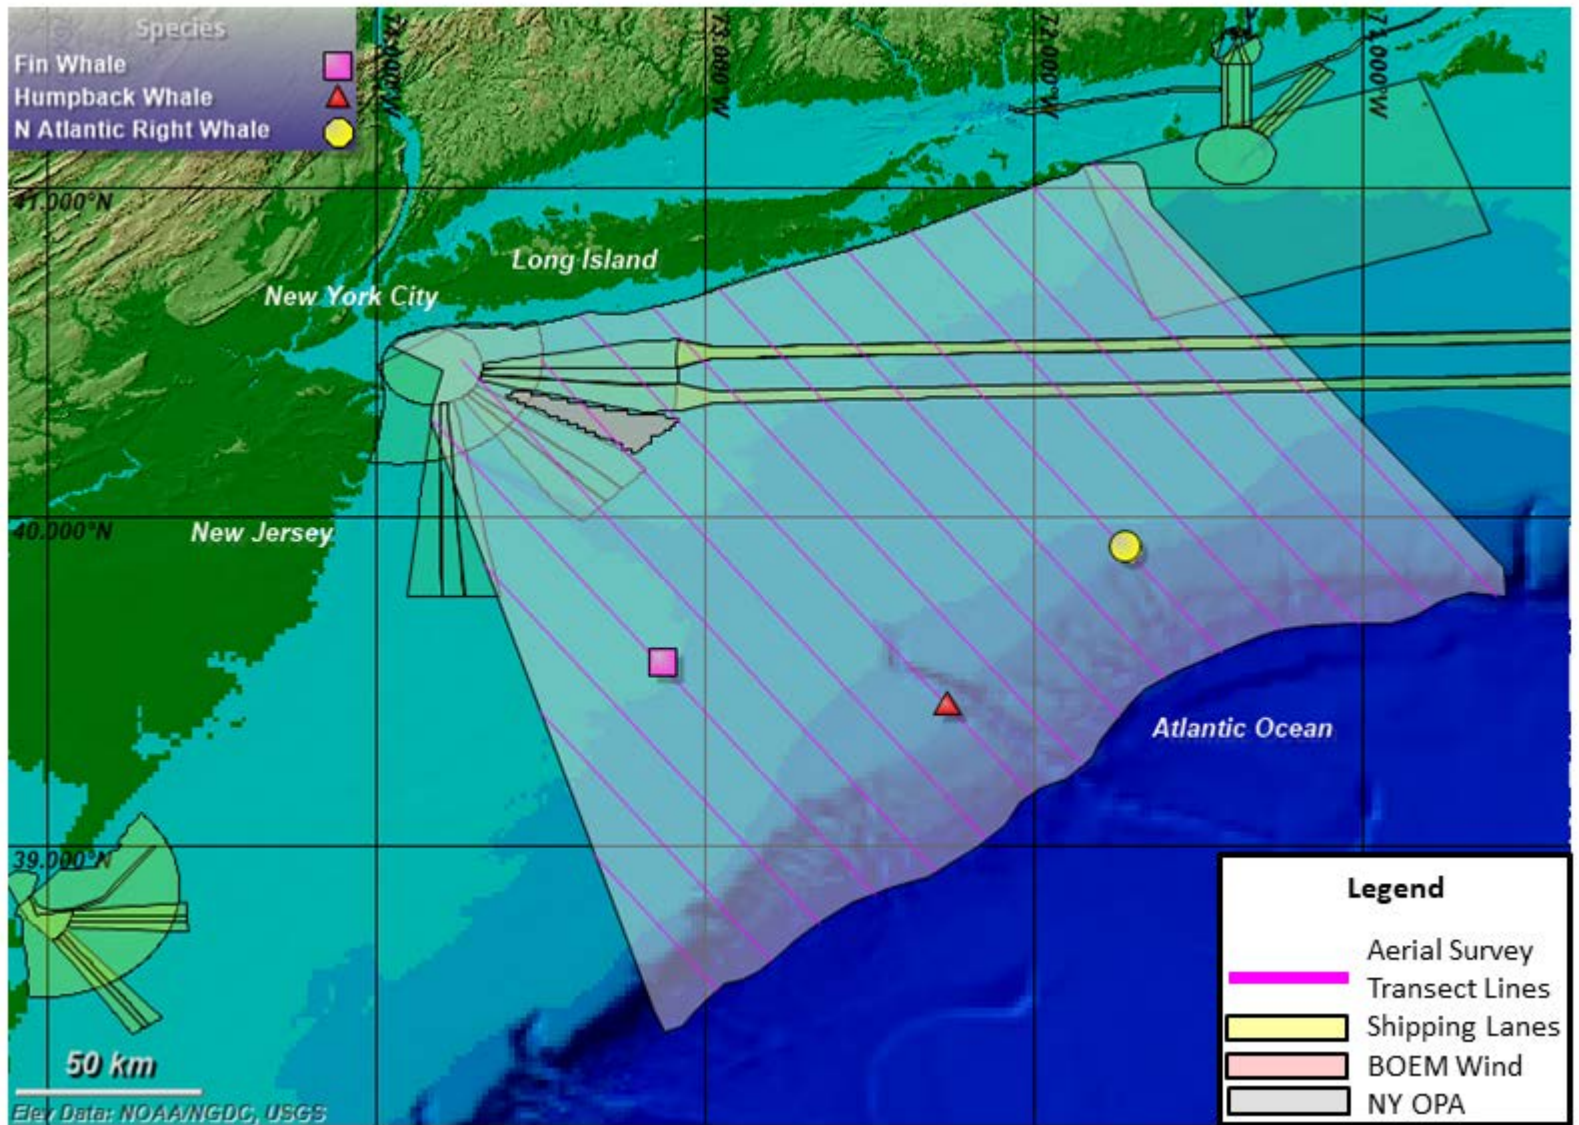 Species
Fin Whale
Humpback Whale
N Atlantic Right Whale
73.000°W
72.000°W
71.000°W
41.000°N
Long Island
New York City
40.000°N
New Jersey
Atlantic Ocean
39.000°N
Legend
Aerial Survey
Transect Lines
Shipping Lanes
BOEM Wind
NY OPA
50 km
Elev Data: NOAA/NGDC, USGS